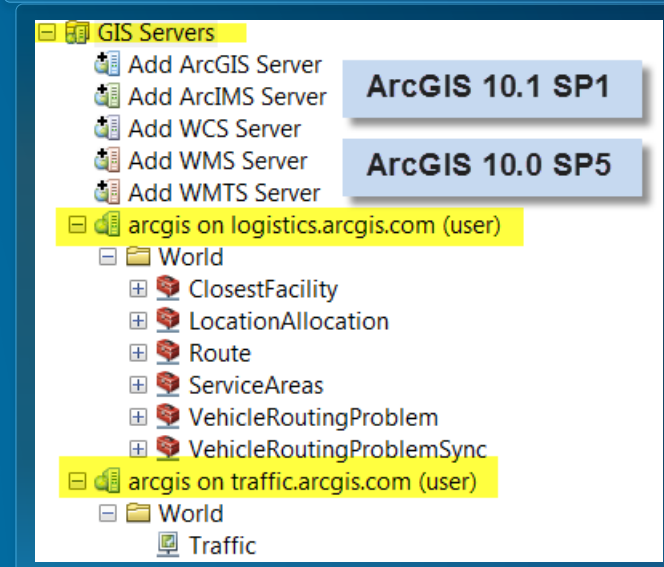 GIS Servers
Add ArcGIS Server
Add ArcIMS Server
Add WCS Server
Add WMS Server
Add WMTS Server
ArcGIS 10.1 SP1
ArcGIS 10.0 SP5
arcgis on logistics.arcgis.com (user)
World
ClosestFacility
LocationAllocation
Route
ServiceAreas
VehicleRoutingProblem
VehicleRoutingProblemSync
arcgis on traffic.arcgis.com (user)
World
Traffic